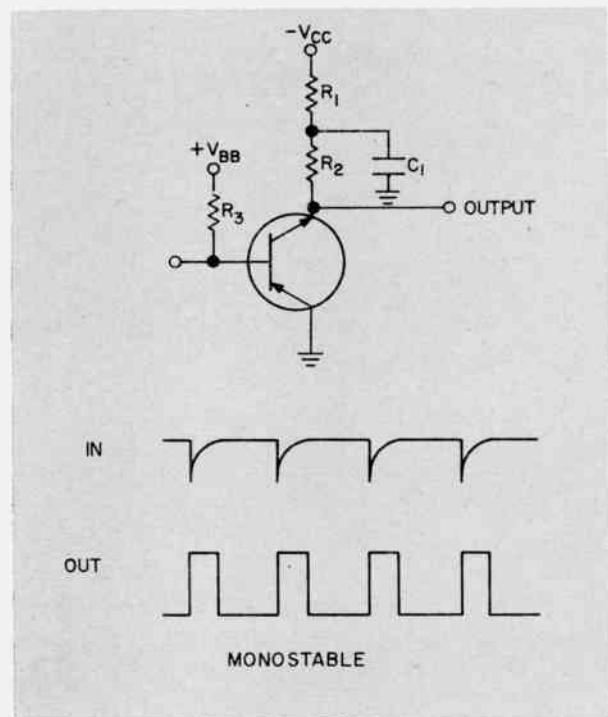 -VCC
R1
+VBB
R2
C1
R3
OUTPUT
IN
OUT
MONOSTABLE